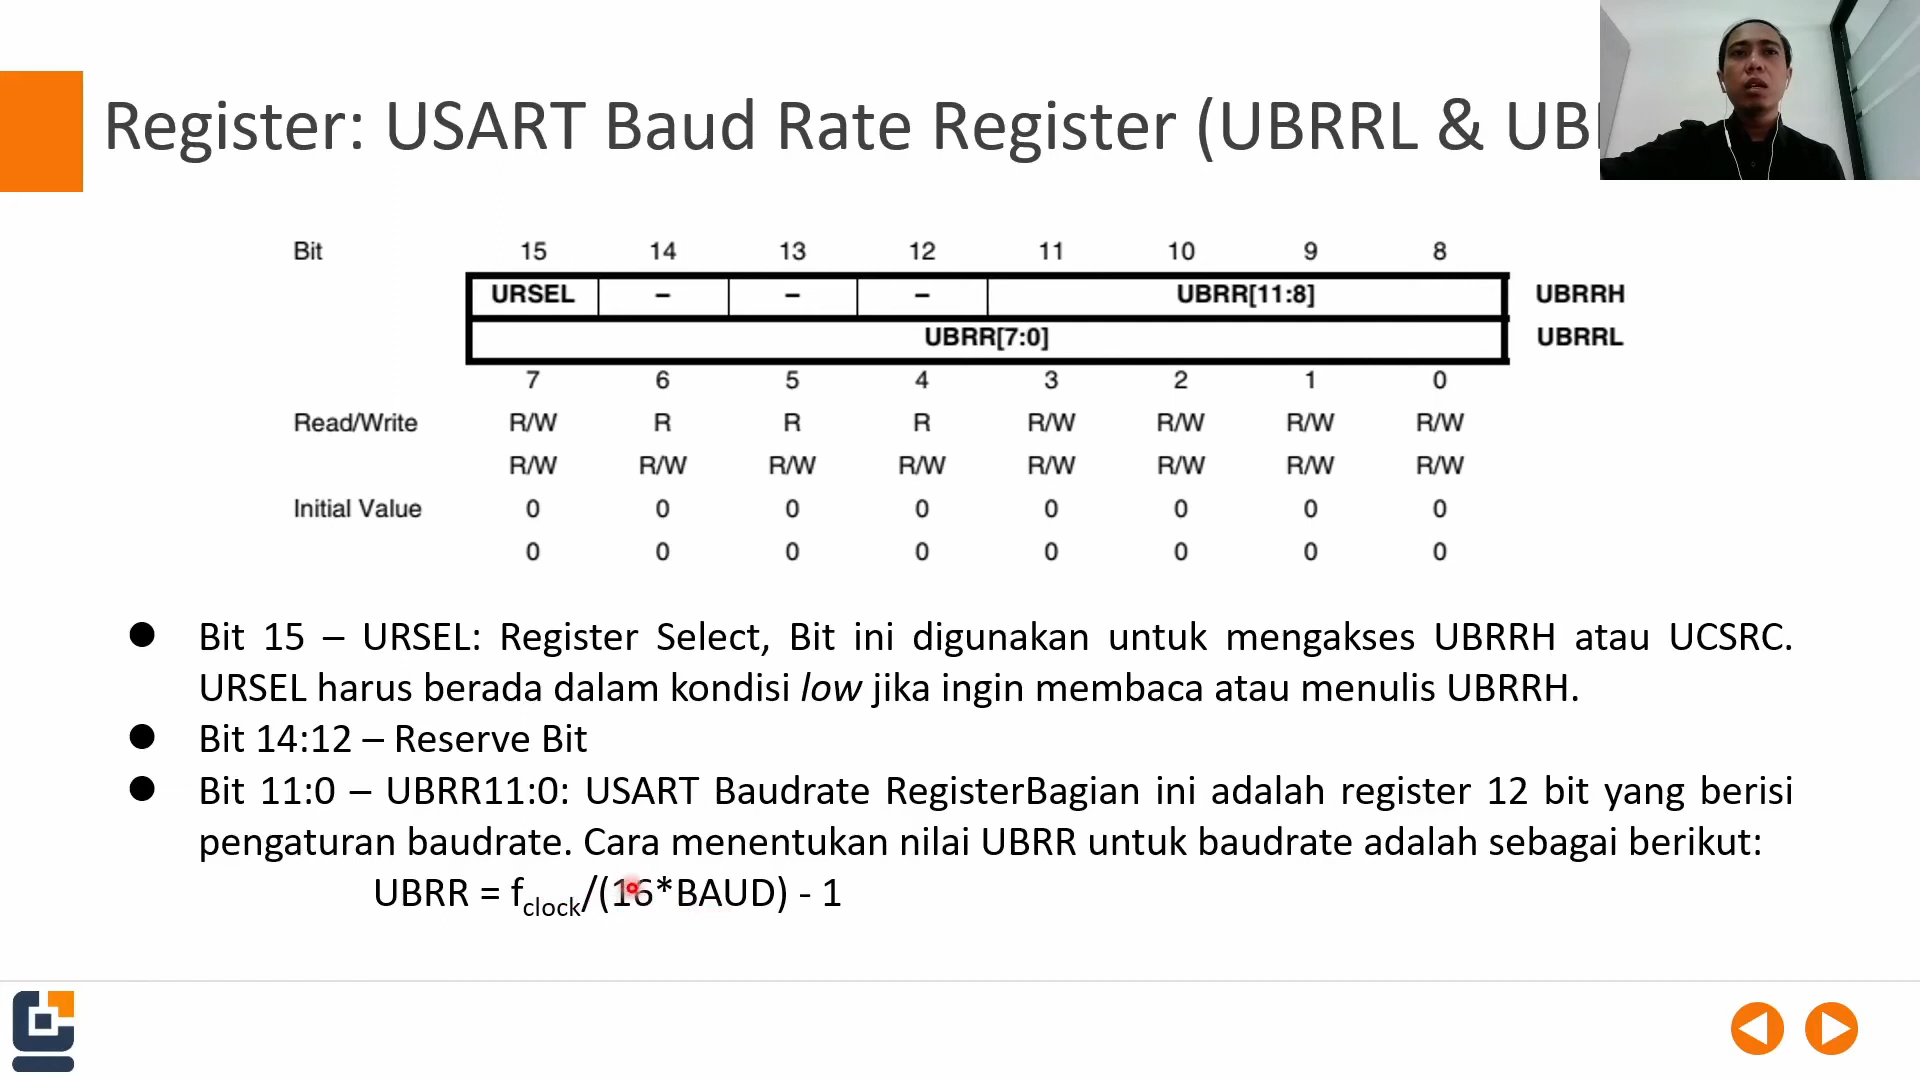 Register: USART Baud Rate Register (UBRRL & UB
Bit 15 14 13 12 11 10 9 8
URSEL – – – UBRR[11:8] UBRRH
UBRR[7:0] UBRRL
7 6 5 4 3 2 1 0
Read/Write R/W R R R R/W R/W R/W R/W
R/W R/W R/W R/W R/W R/W R/W R/W
Initial Value 0 0 0 0 0 0 0 0
0 0 0 0 0 0 0 0
● Bit 15 – URSEL: Register Select, Bit ini digunakan untuk mengakses UBRRH atau UCSRC.
URSEL harus berada dalam kondisi low jika ingin membaca atau menulis UBRRH.
● Bit 14:12 – Reserve Bit
● Bit 11:0 – UBRR11:0: USART Baudrate RegisterBagian ini adalah register 12 bit yang berisi
pengaturan baudrate. Cara menentukan nilai UBRR untuk baudrate adalah sebagai berikut:
UBRR = fclock/(16*BAUD) - 1